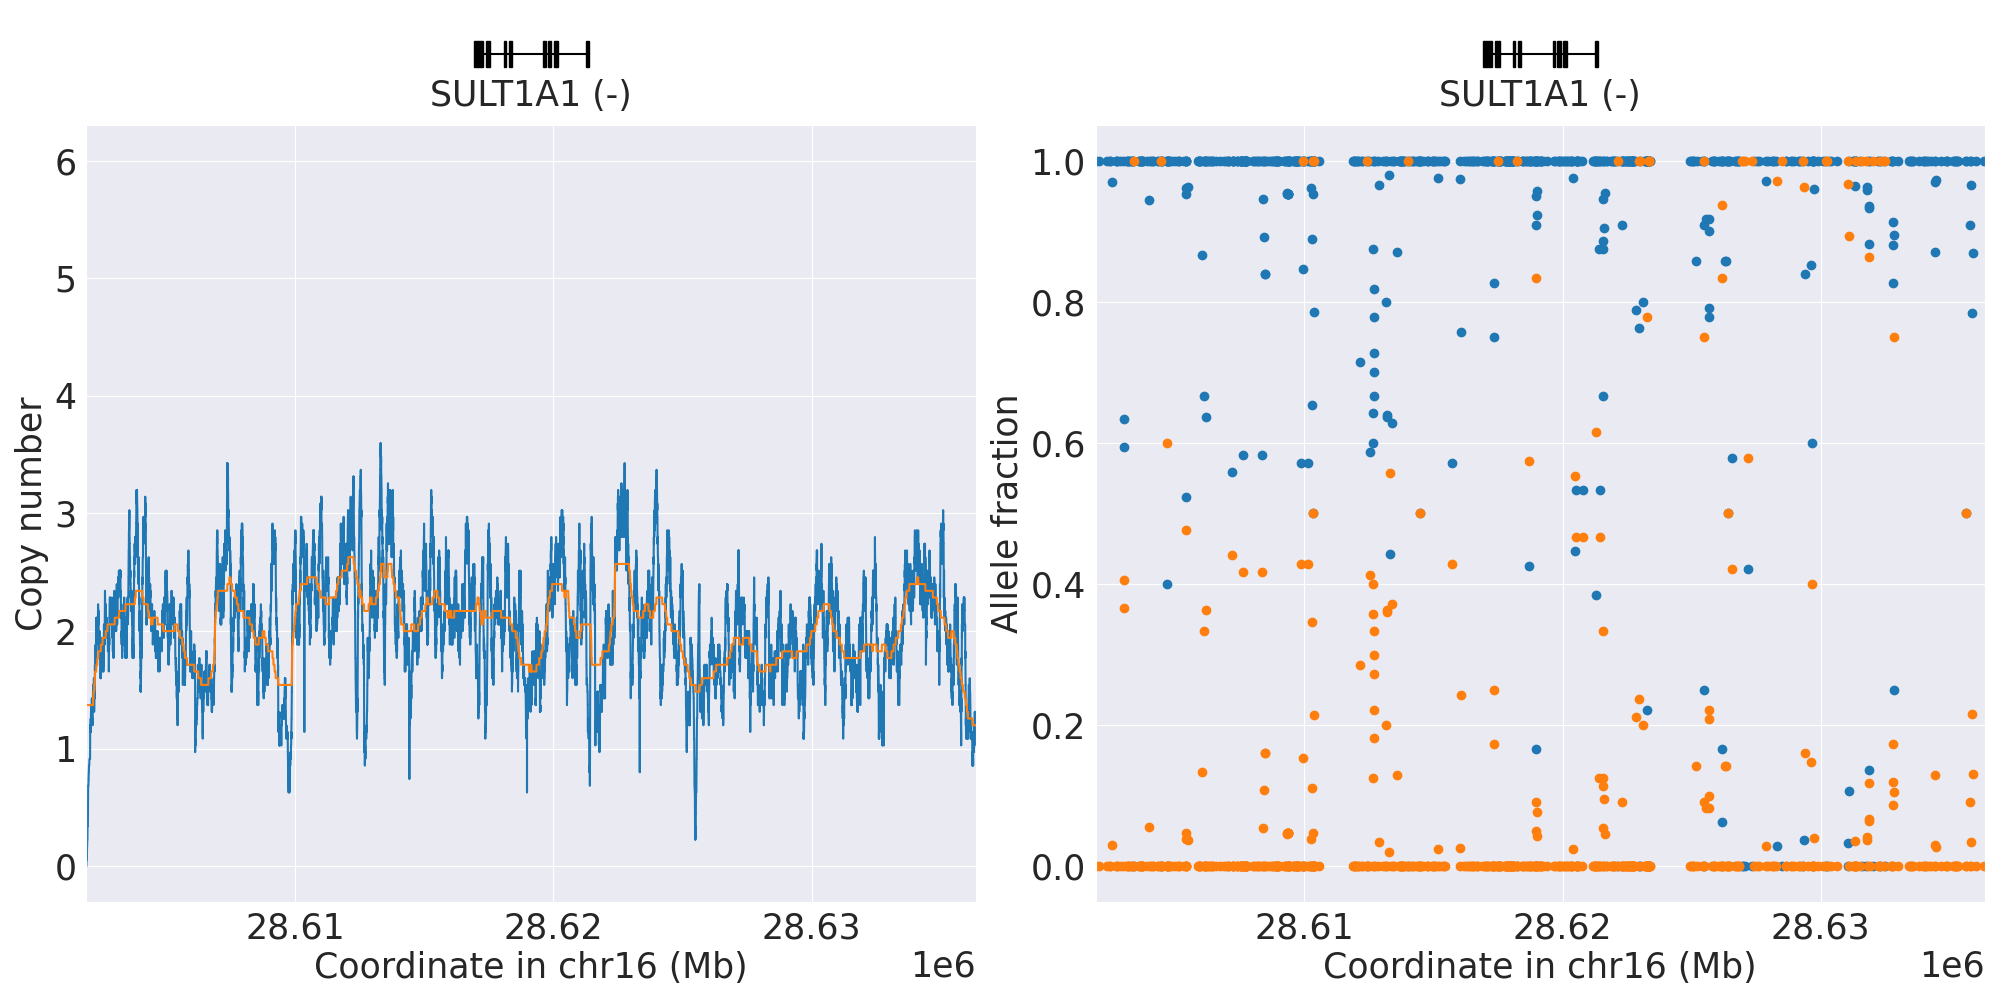 SULT1A1 (-)
Copy number
6
5
4
3
2
1
0
28.61
28.62
28.63
Coordinate in chr16 (Mb)
1e6
SULT1A1 (-)
Allele fraction
1.0
0.8
0.6
0.4
0.2
0.0
28.61
28.62
28.63
Coordinate in chr16 (Mb)
1e6